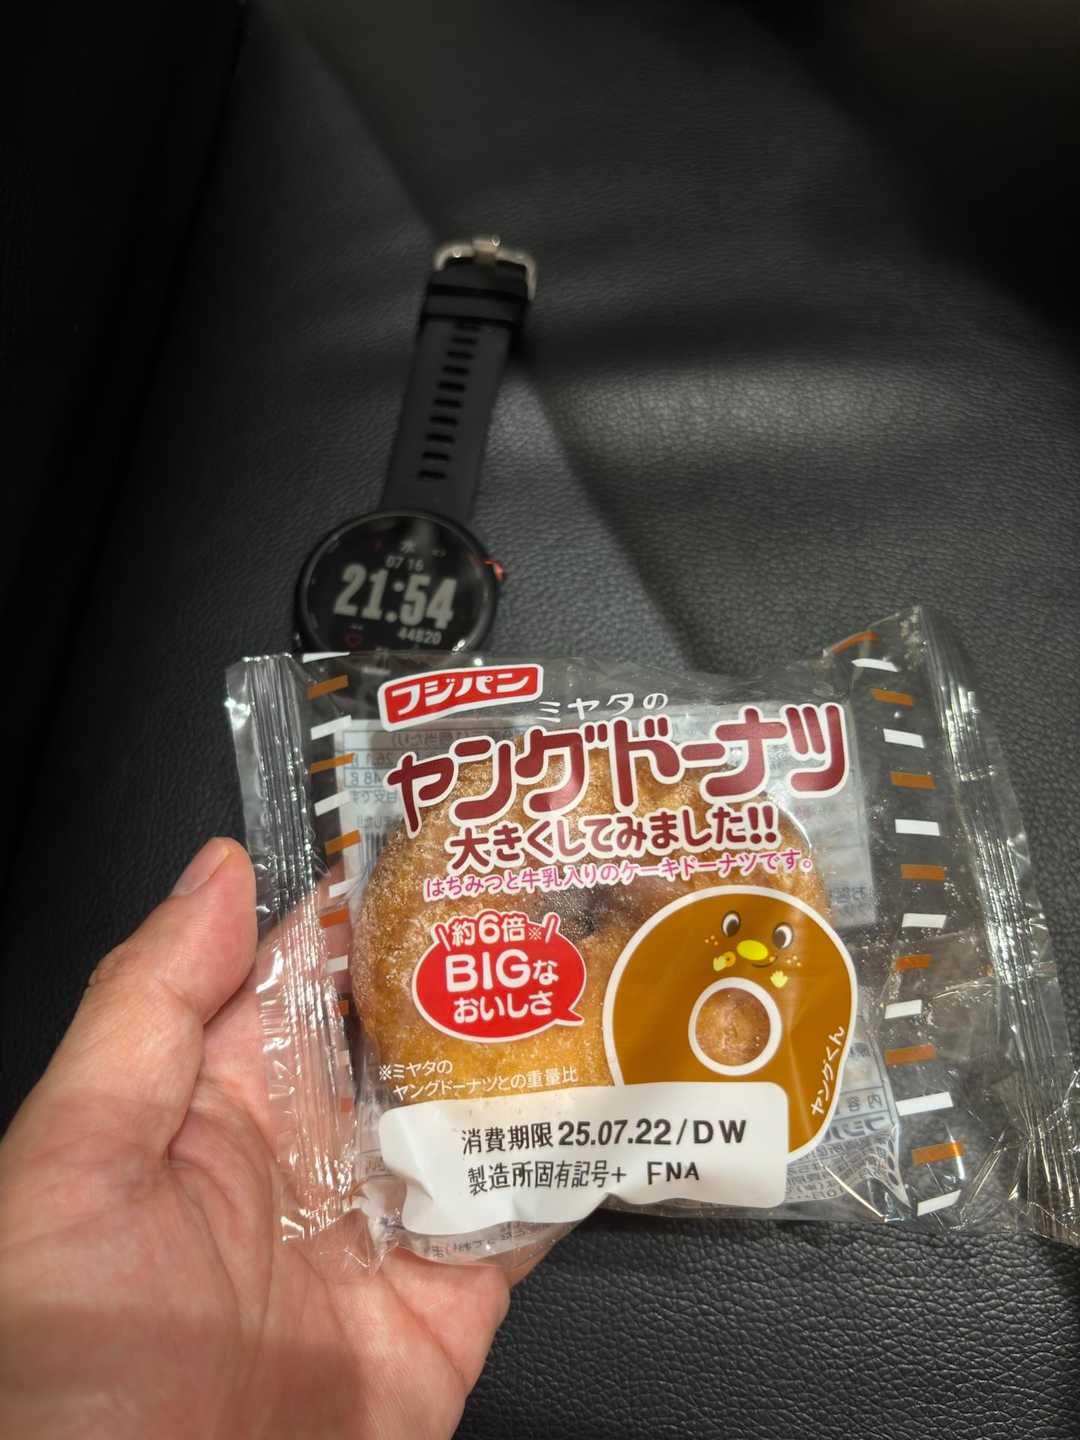 水
07 16
21:54
44820
フジパン
ミヤタの
ヤングドーナツ
大きくしてみました!!
はちみつと牛乳入りのケーキドーナツです。
約6倍※
BIGな
おいしさ
※ミヤタの
ヤングドーナツとの重量比
ヤングくん
消費期限 25.07.22/DW
製造所固有記号+ FNA